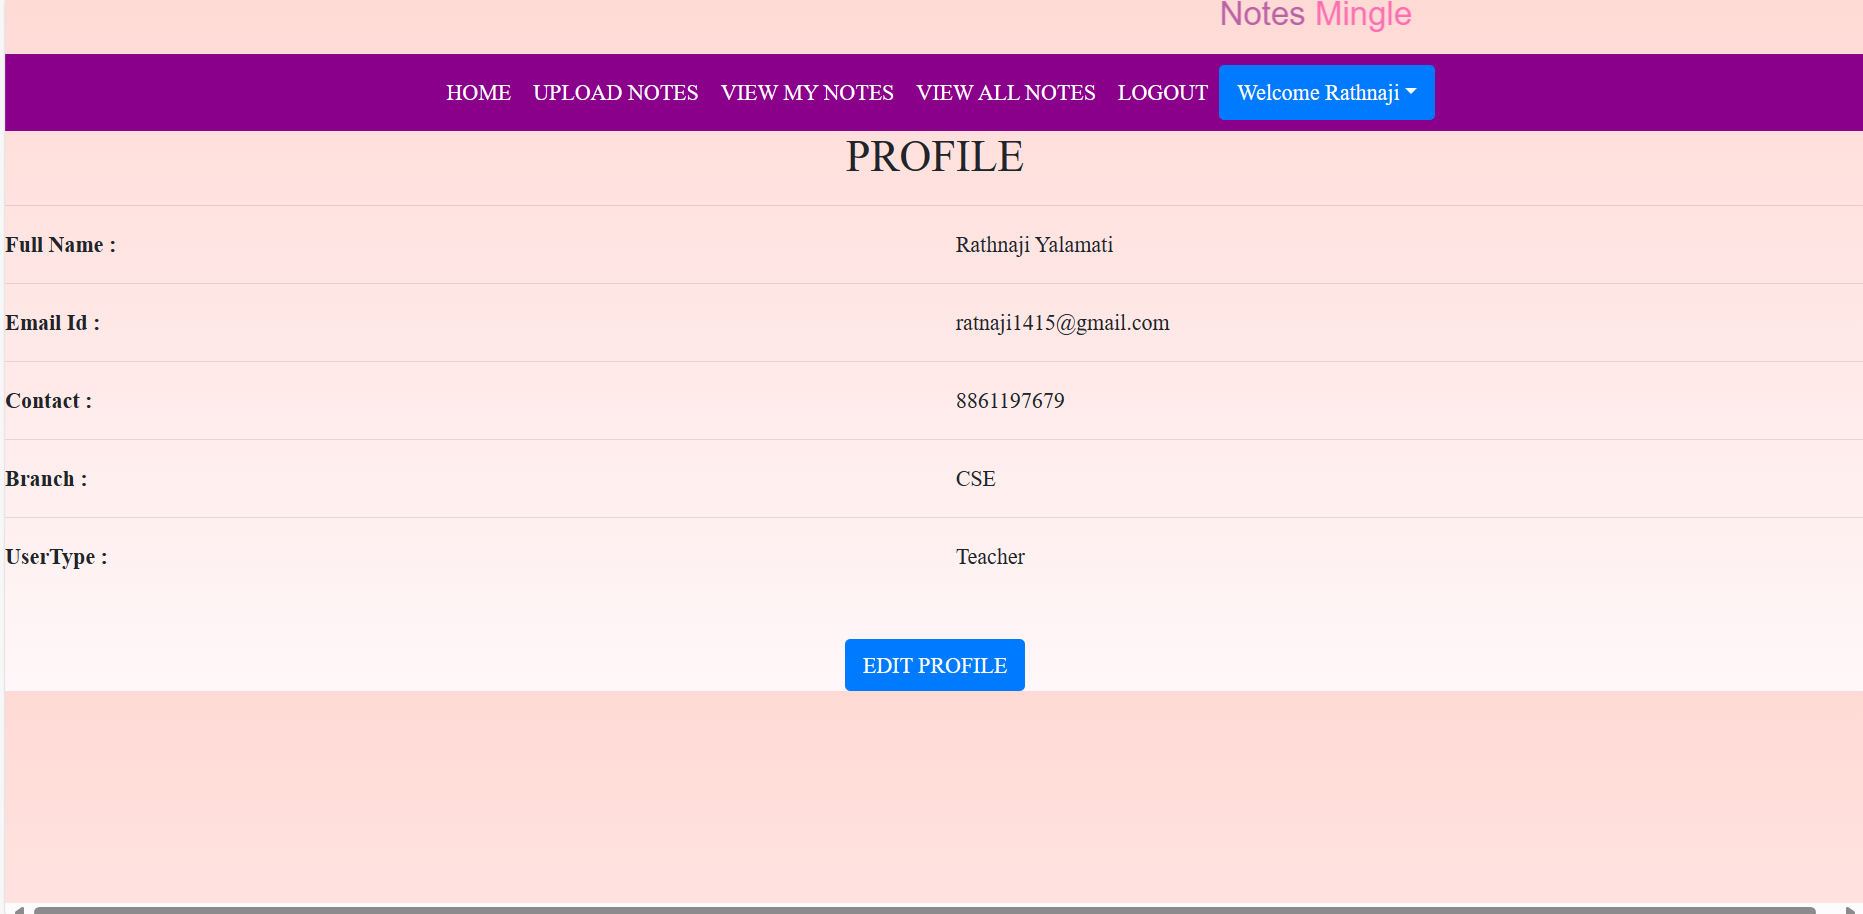 Notes Mingle
HOME UPLOAD NOTES VIEW MY NOTES VIEW ALL NOTES LOGOUT Welcome Rathnaji
PROFILE
Full Name : Rathnaji Yalamati
Email Id : ratnaji1415@gmail.com
Contact : 8861197679
Branch : CSE
UserType : Teacher
EDIT PROFILE